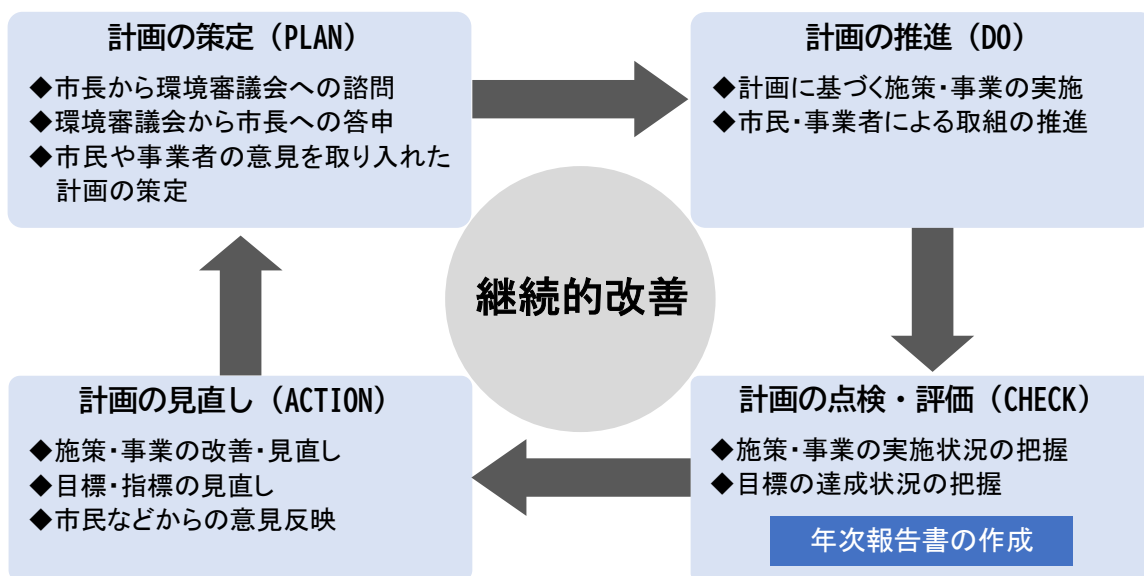 計画の策定（PLAN）
◆市長から環境審議会への諮問
◆環境審議会から市長への答申
◆市民や事業者の意見を取り入れた
計画の策定
計画の推進（DO）
◆計画に基づく施策・事業の実施
◆市民・事業者による取組の推進
継続的改善
計画の見直し（ACTION）
◆施策・事業の改善・見直し
◆目標・指標の見直し
◆市民などからの意見反映
計画の点検・評価（CHECK）
◆施策・事業の実施状況の把握
◆目標の達成状況の把握
年次報告書の作成